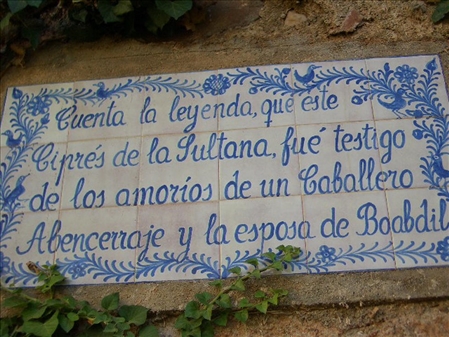 Cuenta la leyenda, que este
Ciprés de la Sultana, fué testigo
de los amoríos de un Caballero
Abencerraje y la esposa de Boabdil